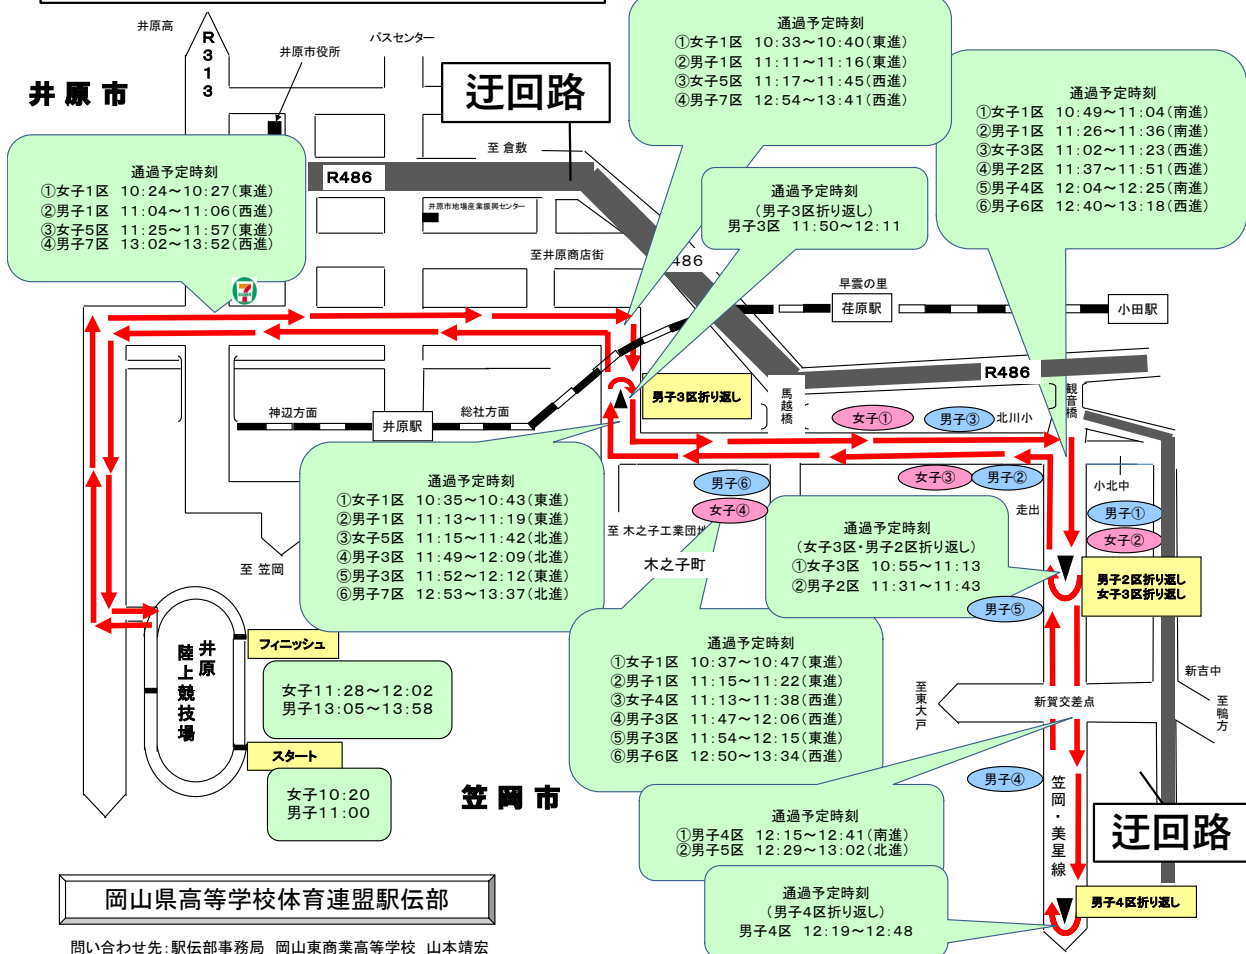 井原高
R313
井原市役所
バスセンター
井原市
迂回路
至 倉敷
R486
井原市地場産業振興センター
至井原商店街
486
通過予定時刻
①女子1区 10:24～10:27(東進)
②男子1区 11:04～11:06(西進)
③女子5区 11:25～11:57(東進)
④男子7区 13:02～13:52(西進)
通過予定時刻
①女子1区 10:33～10:40(東進)
②男子1区 11:11～11:16(東進)
③女子5区 11:17～11:45(西進)
④男子7区 12:54～13:41(西進)
通過予定時刻
①女子1区 10:49～11:04(南進)
②男子1区 11:26～11:36(南進)
③女子3区 11:02～11:23(西進)
④男子2区 11:37～11:51(西進)
⑤男子4区 12:04～12:25(南進)
⑥男子6区 12:40～13:18(西進)
通過予定時刻
(男子3区折り返し)
男子3区 11:50～12:11
早雲の里
荏原駅
小田駅
R486
7
男子3区折り返し
馬越橋
女子①
男子③
北川小
観音橋
神辺方面
井原駅
総社方面
通過予定時刻
①女子1区 10:35～10:43(東進)
②男子1区 11:13～11:19(東進)
③女子5区 11:15～11:42(北進)
④男子3区 11:49～12:09(西進)
⑤男子3区 11:52～12:12(東進)
⑥男子7区 12:53～13:37(北進)
男子⑥
女子④
女子③
男子②
小北中
走出
男子①
女子②
至 木之子工業団地
木之子町
通過予定時刻
(女子3区・男子2区折り返し)
①女子3区 10:55～11:13
②男子2区 11:31～11:43
男子2区折り返し
女子3区折り返し
男子⑤
至 笠岡
井原
陸上競技場
フィニッシュ
女子11:28～12:02
男子13:05～13:58
スタート
女子10:20
男子11:00
通過予定時刻
①女子1区 10:37～10:47(東進)
②男子1区 11:15～11:22(東進)
③女子4区 11:13～11:38(西進)
④男子3区 11:47～12:06(西進)
⑤男子3区 11:54～12:15(東進)
⑥男子6区 12:50～13:34(西進)
至東大戸
新賀交差点
新吉中
至鴨方
笠岡市
男子④
笠岡・美星線
迂回路
通過予定時刻
①男子4区 12:15～12:41(南進)
②男子5区 12:29～13:02(北進)
通過予定時刻
(男子4区折り返し)
男子4区 12:19～12:48
男子4区折り返し
岡山県高等学校体育連盟駅伝部
問い合わせ先:駅伝部事務局 岡山東商業高等学校 山本靖宏